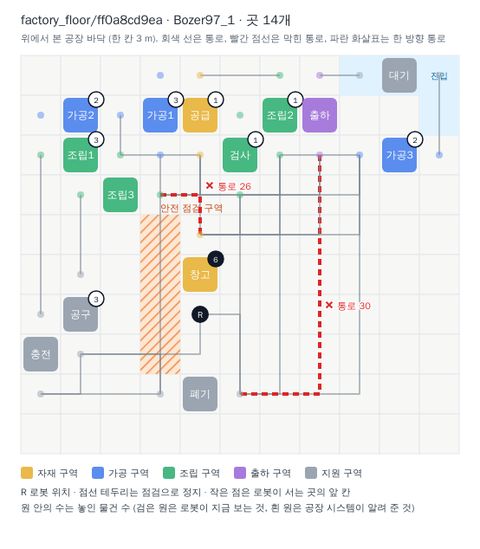 factory_floor/ff0a8cd9ea · Bozer97_1 · 곳 14개
위에서 본 공장 바닥 (한 칸 3 m). 회색 선은 통로, 빨간 점선은 막힌 통로, 파란 화살표는 한 방향 통로
대기
가공2 2
가공1 3
공급 1
조립2 1
출하
조립1 3
검사 1
가공3 2
조립3
× 통로 26
안전 점검 구역
창고 6
공구 3
R
× 통로 30
충전
폐기
자재 구역 가공 구역 조립 구역 출하 구역 지원 구역
R 로봇 위치 · 점선 테두리는 점검으로 정지 · 작은 점은 로봇이 서는 곳의 앞 칸
원 안의 수는 놓인 물건 수 (검은 원은 로봇이 지금 보는 것, 흰 원은 공장 시스템이 알려 준 것)